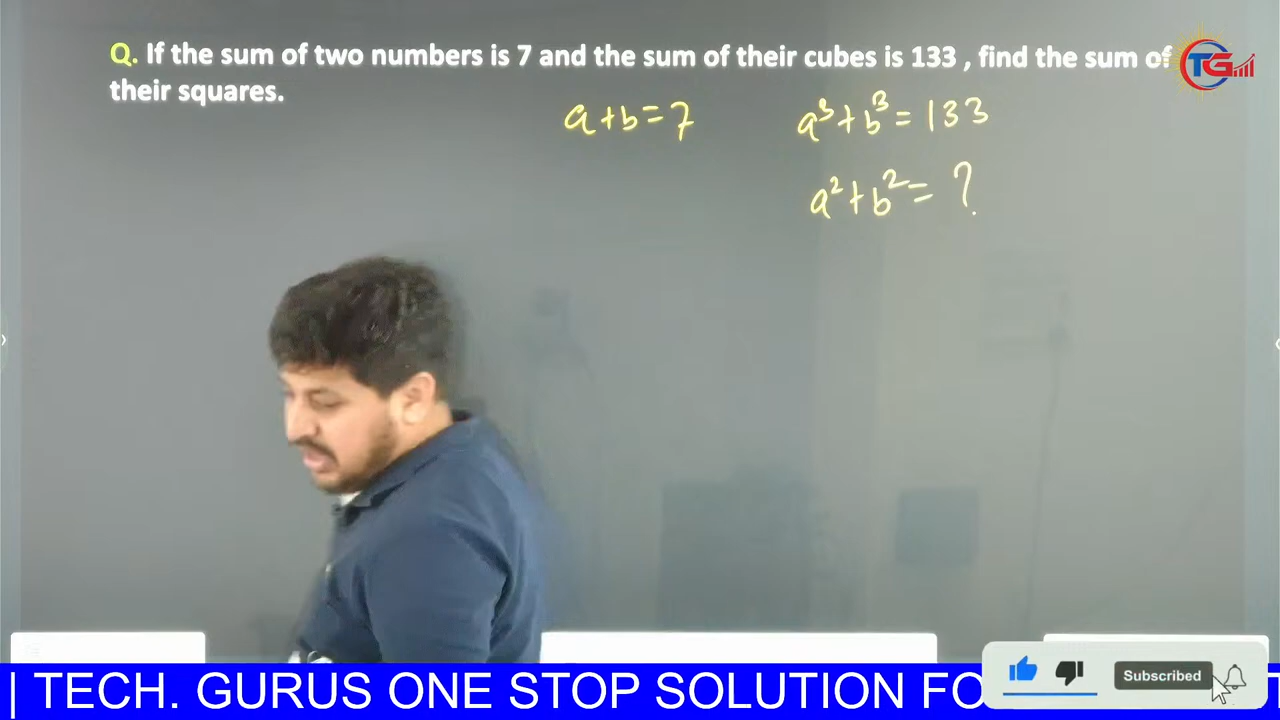 Q. If the sum of two numbers is 7 and the sum of their cubes is 133 , find the sum of
their squares.
TG
a+b=7
a³+b³=133
a²+b²=?
| TECH. GURUS ONE STOP SOLUTION FO
Subscribed
T